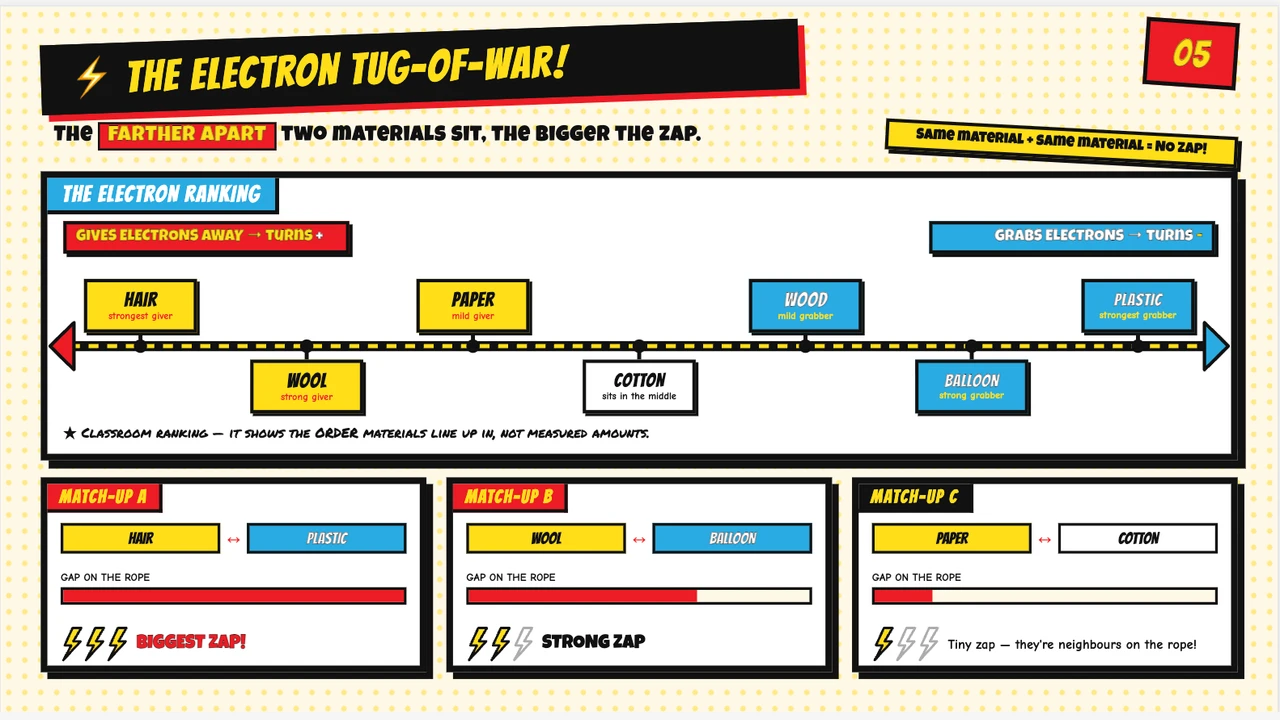 ⚡ THE ELECTRON TUG-OF-WAR!
05
THE FARTHER APART TWO MATERIALS SIT, THE BIGGER THE ZAP.
SAME MATERIAL + SAME MATERIAL = NO ZAP!
THE ELECTRON RANKING
GIVES ELECTRONS AWAY → TURNS +
GRABS ELECTRONS → TURNS -
HAIR
strongest giver
WOOL
strong giver
PAPER
mild giver
COTTON
sits in the middle
WOOD
mild grabber
BALLOON
strong grabber
PLASTIC
strongest grabber
★ CLASSROOM RANKING — IT SHOWS THE ORDER MATERIALS LINE UP IN, NOT MEASURED AMOUNTS.
MATCH-UP A
HAIR ↔ PLASTIC
GAP ON THE ROPE
BIGGEST ZAP!
MATCH-UP B
WOOL ↔ BALLOON
GAP ON THE ROPE
STRONG ZAP
MATCH-UP C
PAPER ↔ COTTON
GAP ON THE ROPE
Tiny zap — they're neighbours on the rope!